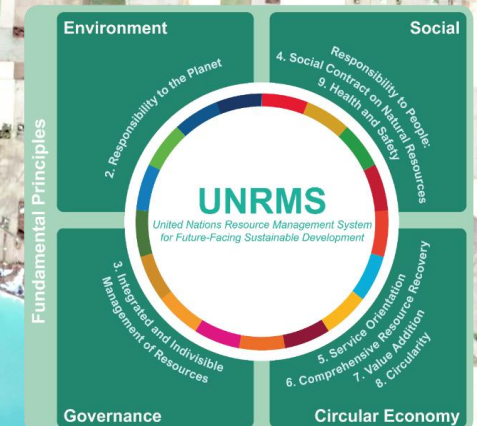 Fundamental Principles
Environment
2. Responsibility to the Planet
Social
Responsibility to People:
4. Social Contract on Natural Resources
9. Health and Safety
UNRMS
United Nations Resource Management System
for Future-Facing Sustainable Development
3. Integrated and Indivisible
Management of Resources
Governance
5. Service Orientation
6. Comprehensive Resource Recovery
7. Value Addition
8. Circularity
Circular Economy